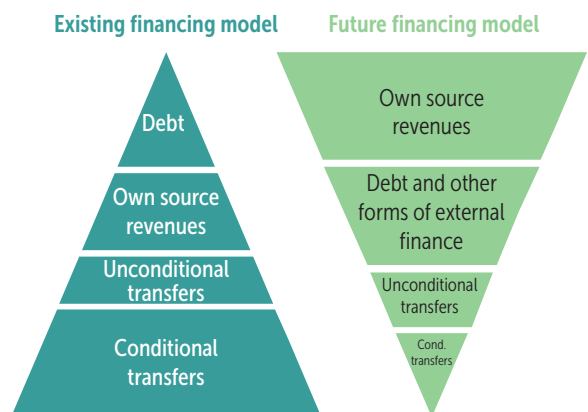 Existing financing model
Debt
Own source
revenues
Unconditional
transfers
Conditional
transfers
Future financing model
Own source
revenues
Debt and other
forms of external
finance
Unconditional
transfers
Cond.
transfers